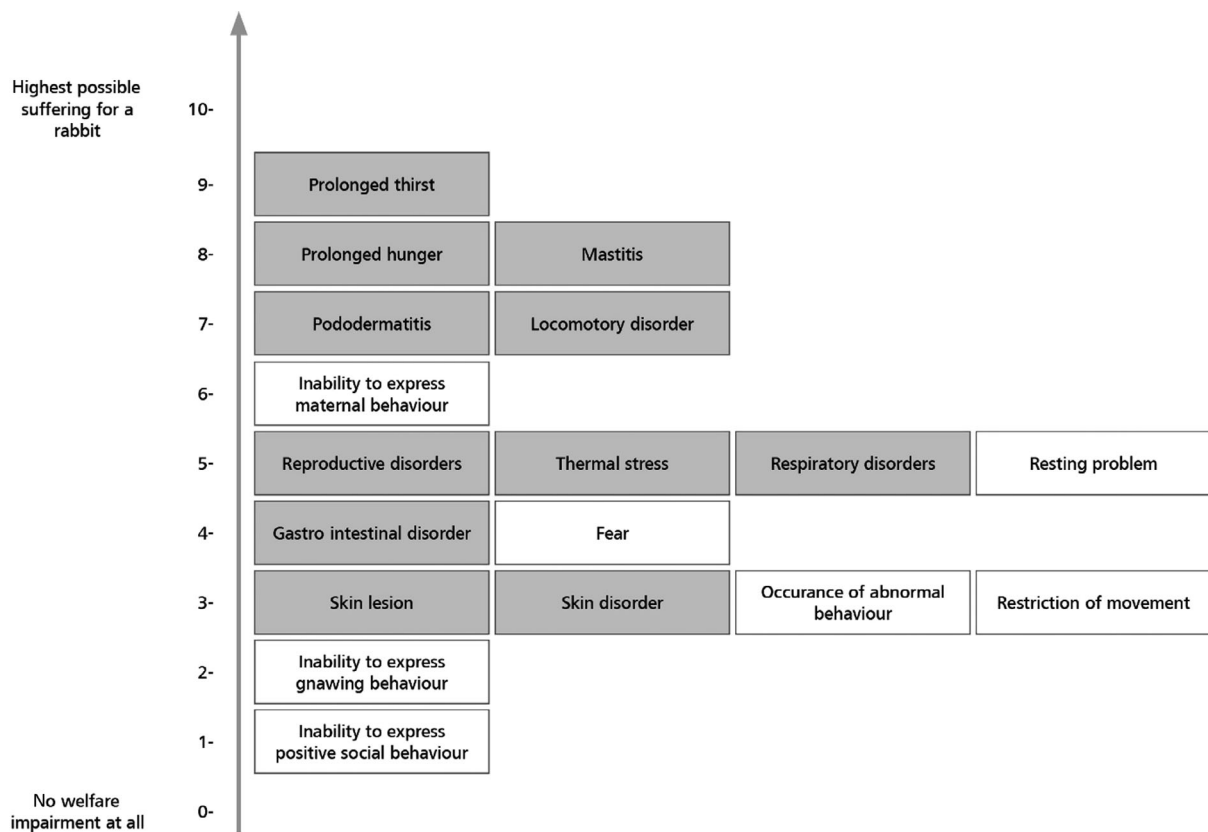 Highest possible
suffering for a
rabbit
10-
9-
Prolonged thirst
8-
Prolonged hunger
Mastitis
7-
Pododermatitis
Locomotory disorder
6-
Inability to express
maternal behaviour
5-
Reproductive disorders
Thermal stress
Respiratory disorders
Resting problem
4-
Gastro intestinal disorder
Fear
3-
Skin lesion
Skin disorder
Occurance of abnormal
behaviour
Restriction of movement
2-
Inability to express
gnawing behaviour
1-
Inability to express
positive social behaviour
No welfare
impairment at all
0-